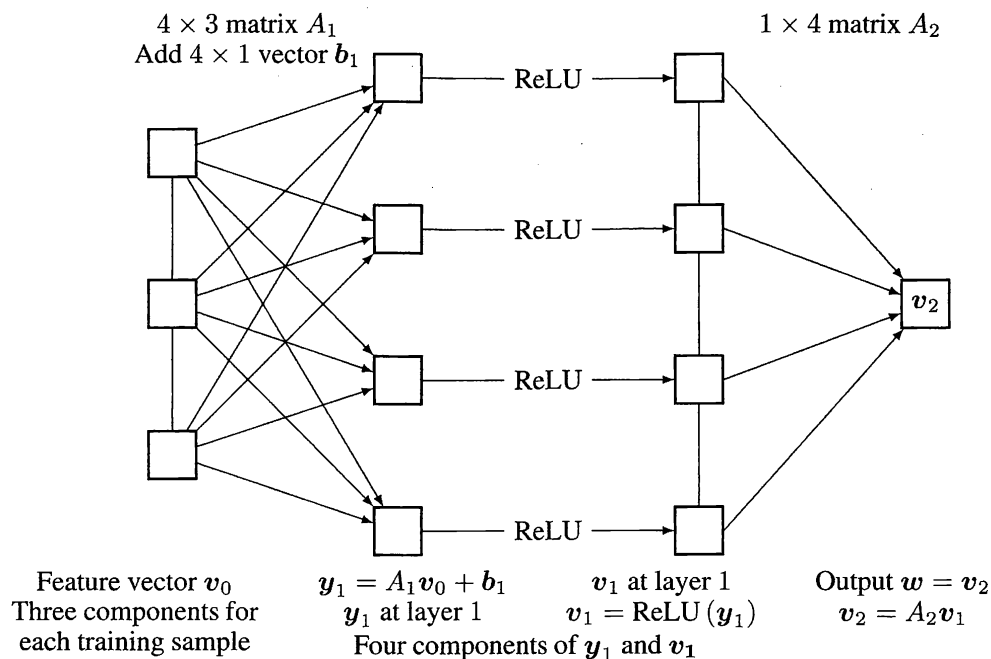 4 × 3 matrix A₁
Add 4 × 1 vector b₁
1 × 4 matrix A₂
ReLU
ReLU
v₂
ReLU
ReLU
Feature vector v₀
Three components for
each training sample
y₁ = A₁v₀ + b₁
y₁ at layer 1
v₁ at layer 1
v₁ = ReLU (y₁)
Four components of y₁ and v₁
Output w = v₂
v₂ = A₂v₁